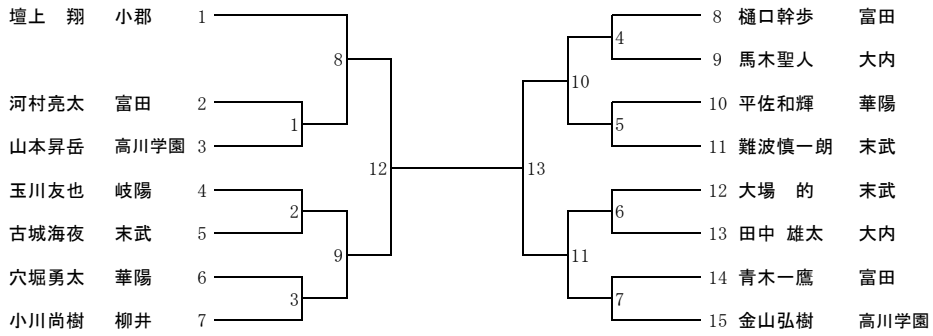 壇上　翔 小郡 1
河村亮太 富田 2
山本昇岳 高川学園 3
玉川友也 岐陽 4
古城海夜 末武 5
穴堀勇太 華陽 6
小川尚樹 柳井 7
8
1
2
9
3
12
13
4
10
5
6
11
7
8 樋口幹歩 富田
9 馬木聖人 大内
10 平佐和輝 華陽
11 難波慎一朗 末武
12 大場　的 末武
13 田中 雄太 大内
14 青木一鷹 富田
15 金山弘樹 高川学園